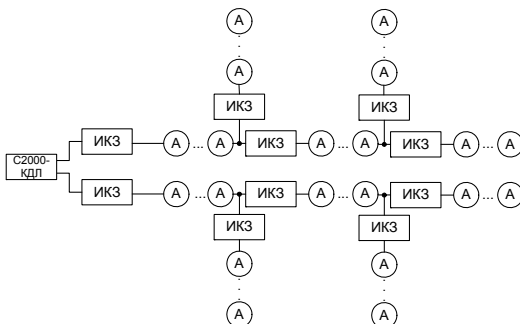 А А
А А
ИКЗ ИКЗ
ИКЗ А ... А ИКЗ А ... А ИКЗ А ... А
С2000-
КДЛ
ИКЗ А ... А ИКЗ А ... А ИКЗ А ... А
ИКЗ ИКЗ
А А
А А